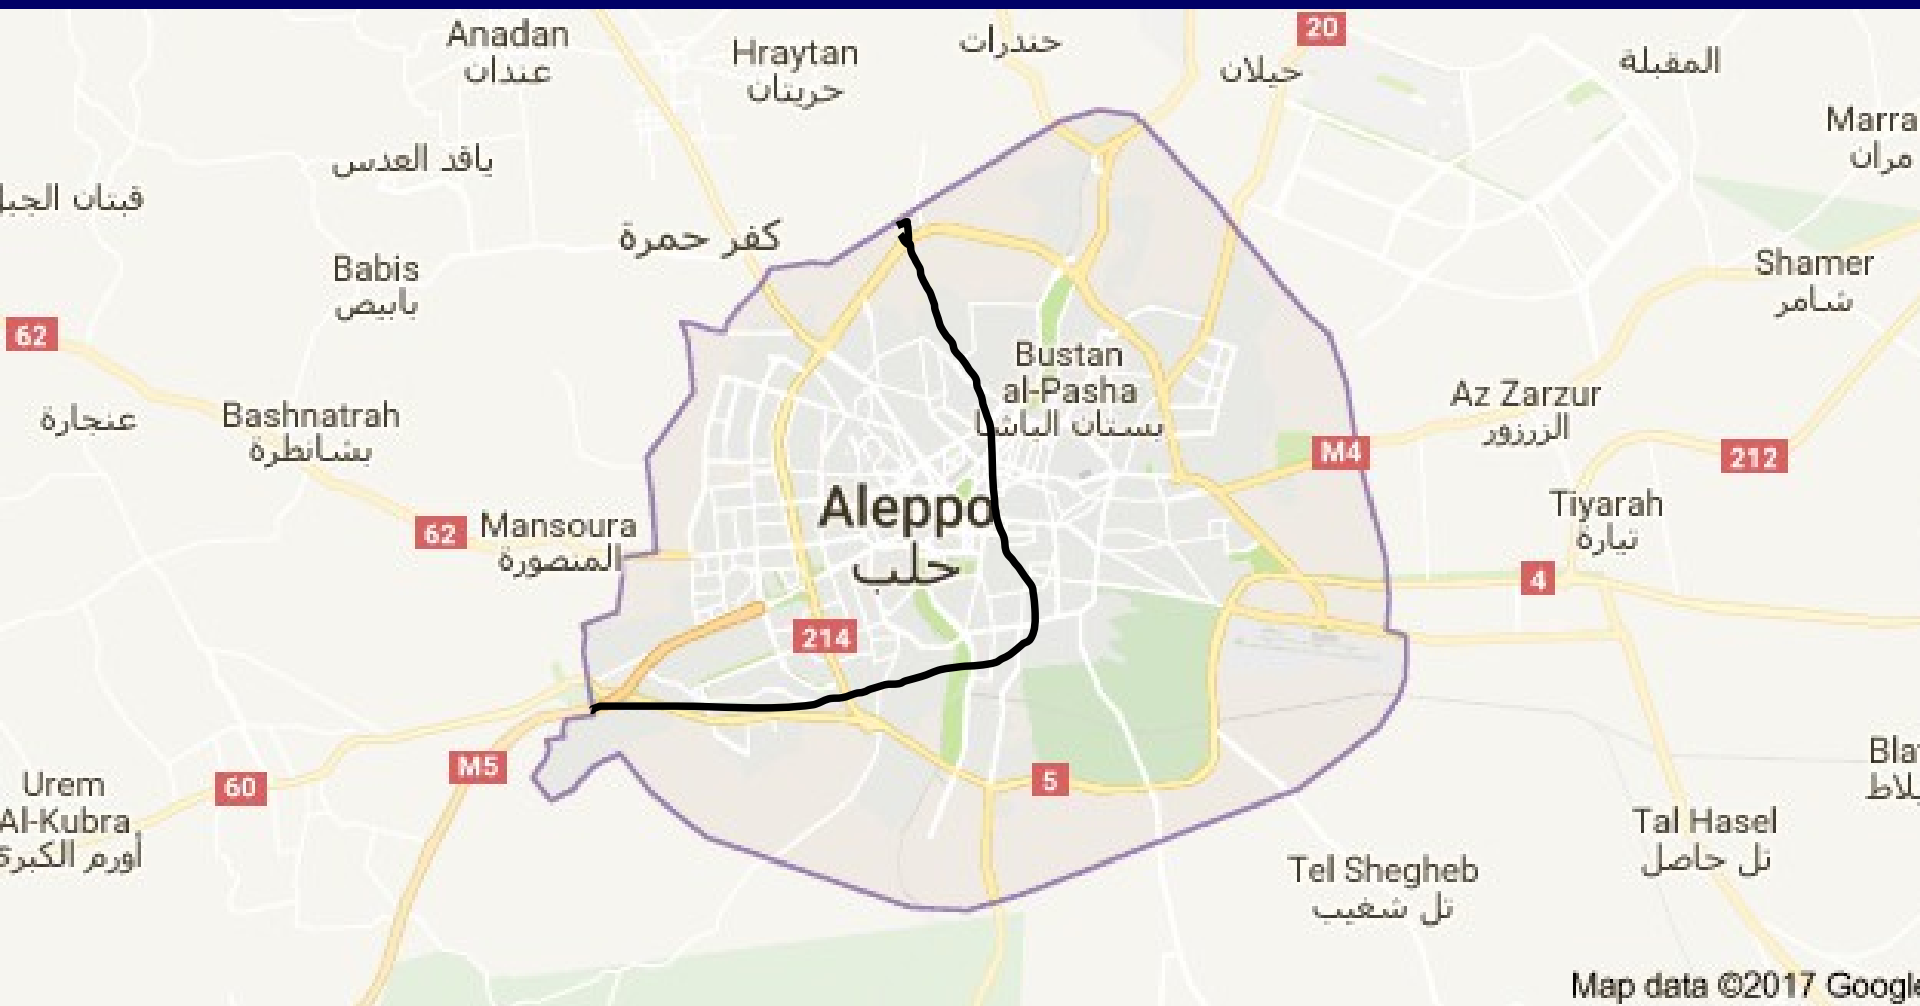 Anadan
عندان
Hraytan
حريتان
حندرات
حيلان
20
المقبلة
Marra
مران
ياقد العدس
قبتان الجبل
كفر حمرة
Babis
بابيص
Shamer
شامر
62
Bustan
al-Pasha
بستان الباشا
Az Zarzur
الزرزور
عنجارة
Bashnatrah
بشانطرة
M4
212
Aleppo
حلب
62
Mansoura
المنصورة
Tiyarah
تيارة
4
214
M5
60
5
Urem
Al-Kubra
أورم الكبرى
Bla
بلاط
Tal Hasel
تل حاصل
Tel Shegheb
تل شغيب
Map data ©2017 Google